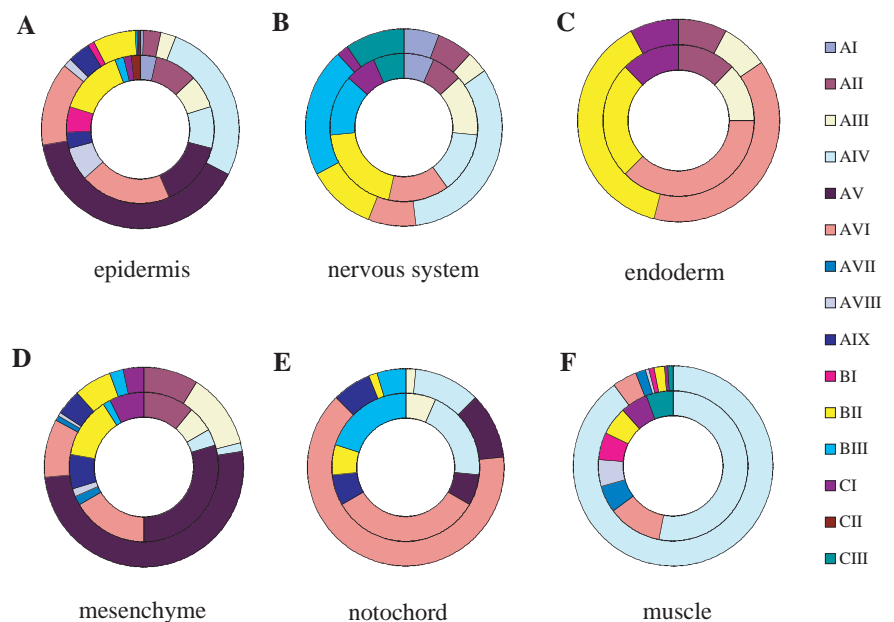 A
B
C
epidermis
nervous system
endoderm
D
E
F
mesenchyme
notochord
muscle
AI
AII
AIII
AIV
AV
AVI
AVII
AVIII
AIX
BI
BII
BIII
CI
CII
CIII